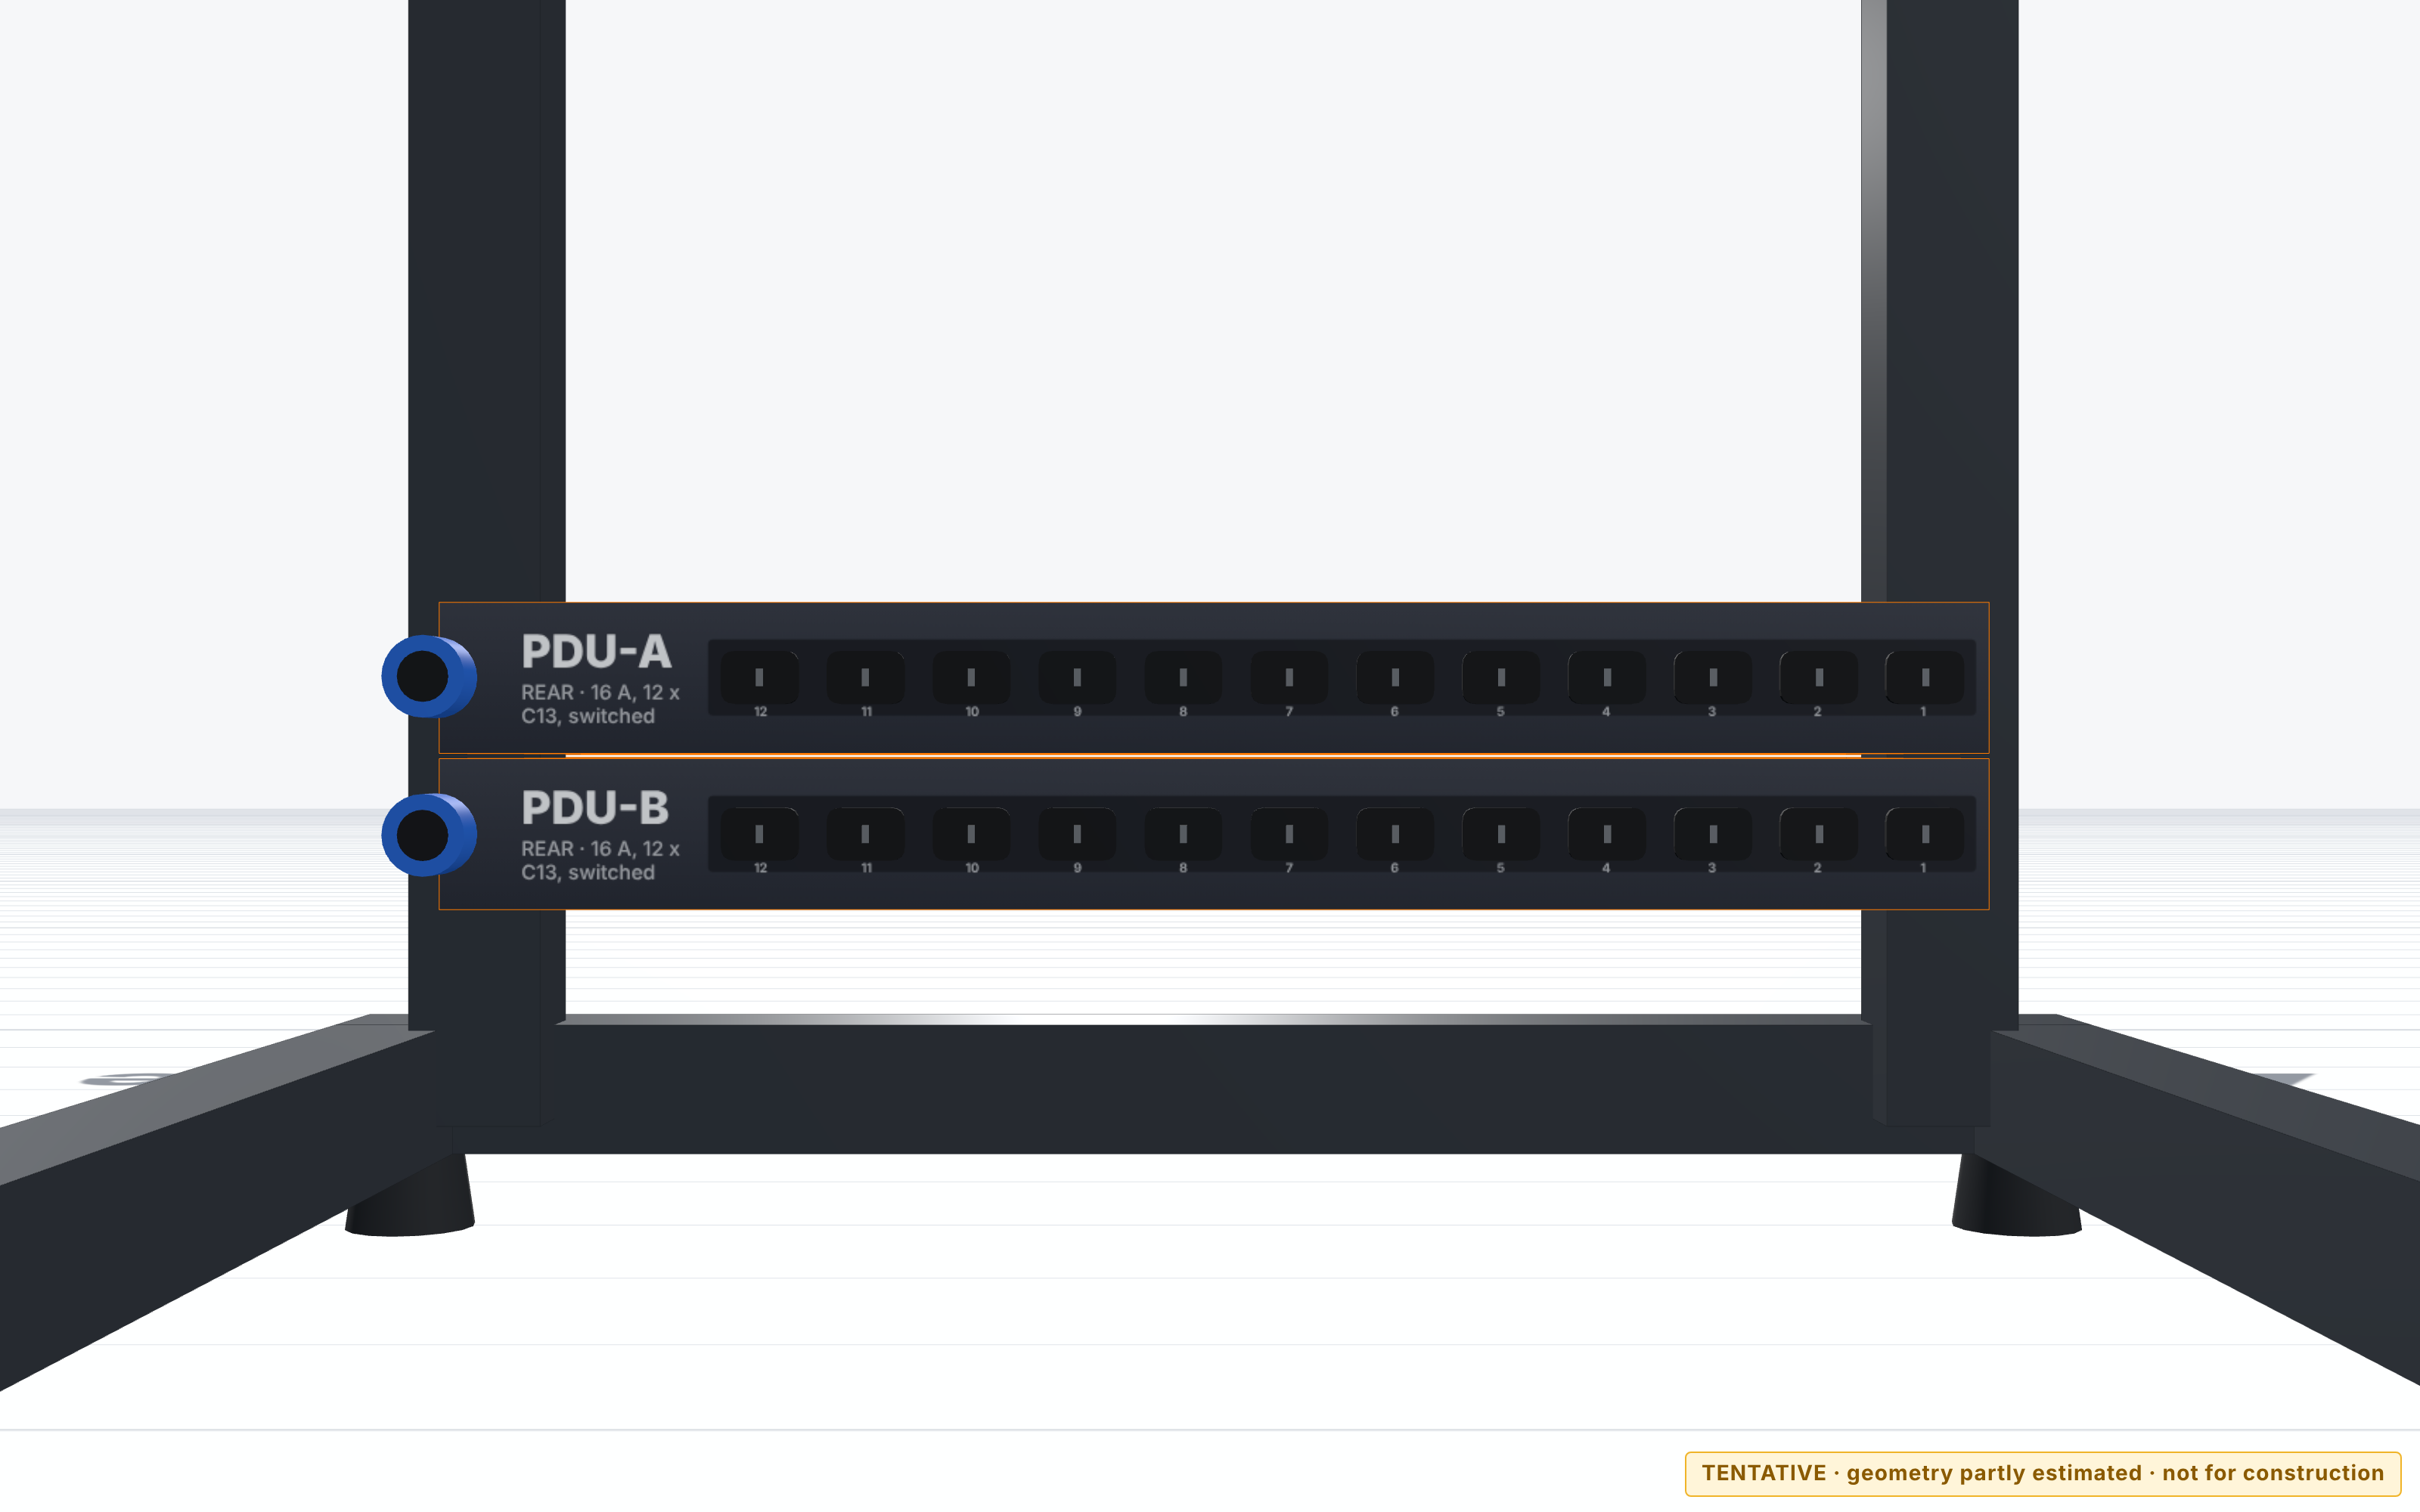 PDU-A
REAR · 16 A, 12 x
C13, switched
12 11 10 9 8 7 6 5 4 3 2 1
PDU-B
REAR · 16 A, 12 x
C13, switched
12 11 10 9 8 7 6 5 4 3 2 1
TENTATIVE · geometry partly estimated · not for construction